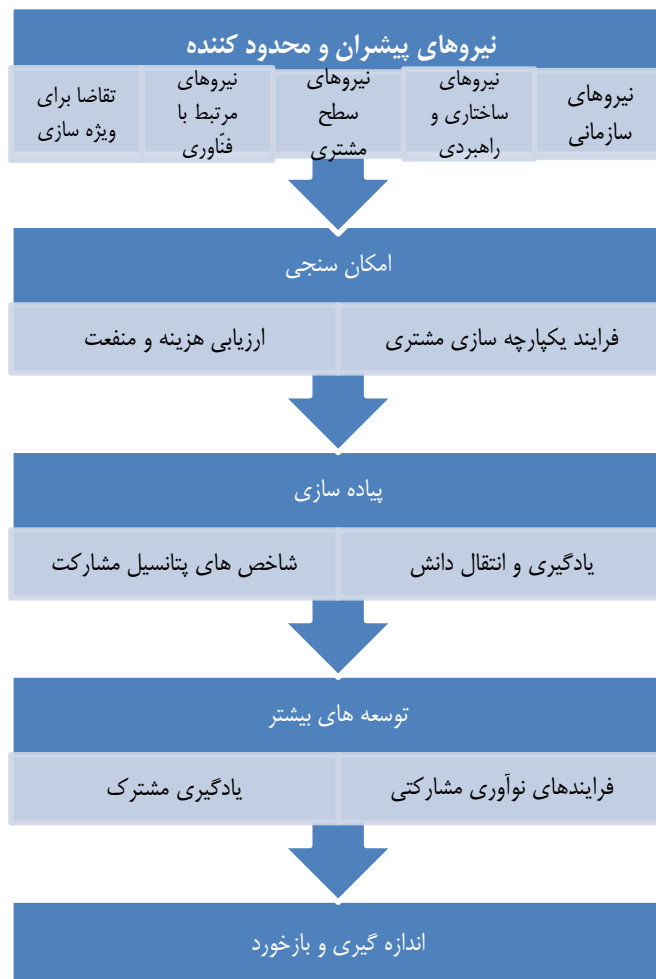 نیروهای پیشران و محدود کننده
نیروهای
سازمانی
نیروهای
ساختاری و
راهبردی
نیروهای
سطح
مشتری
نیروهای
مرتبط با
فنّاوری
تقاضا برای
ویژه سازی
امکان سنجی
فرایند یکپارچه سازی مشتری
ارزیابی هزینه و منفعت
پیاده سازی
یادگیری و انتقال دانش
شاخص های پتانسیل مشارکت
توسعه های بیشتر
فرایندهای نوآوری مشارکتی
یادگیری مشترک
اندازه گیری و بازخورد